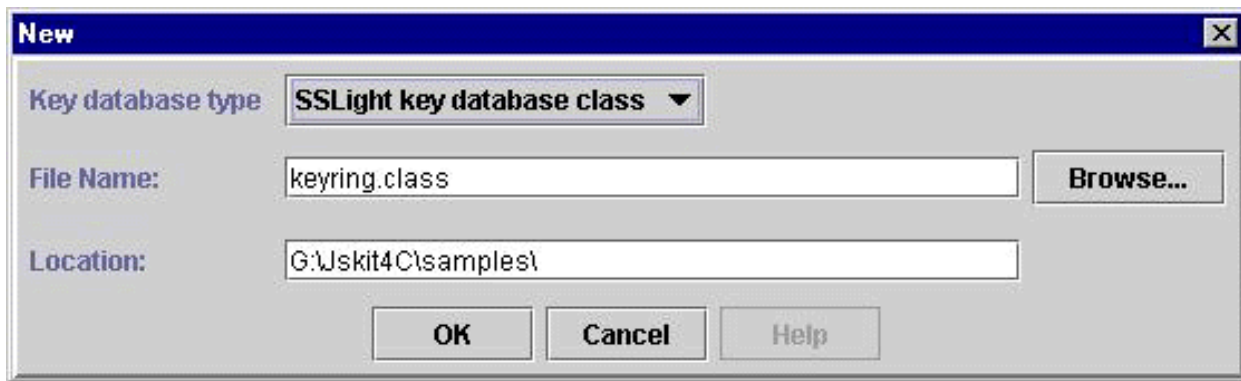 New
Key database type SSLight key database class
File Name: keyring.class Browse...
Location: G:\Jskit4C\samples\
OK Cancel Help